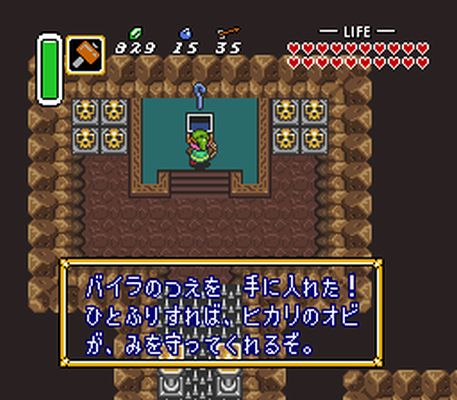 — LIFE —
829 15 35
バイラのつえを、手に入れた！
ひとふりすれば、ヒカリのオビ
が、みを守ってくれるぞ。